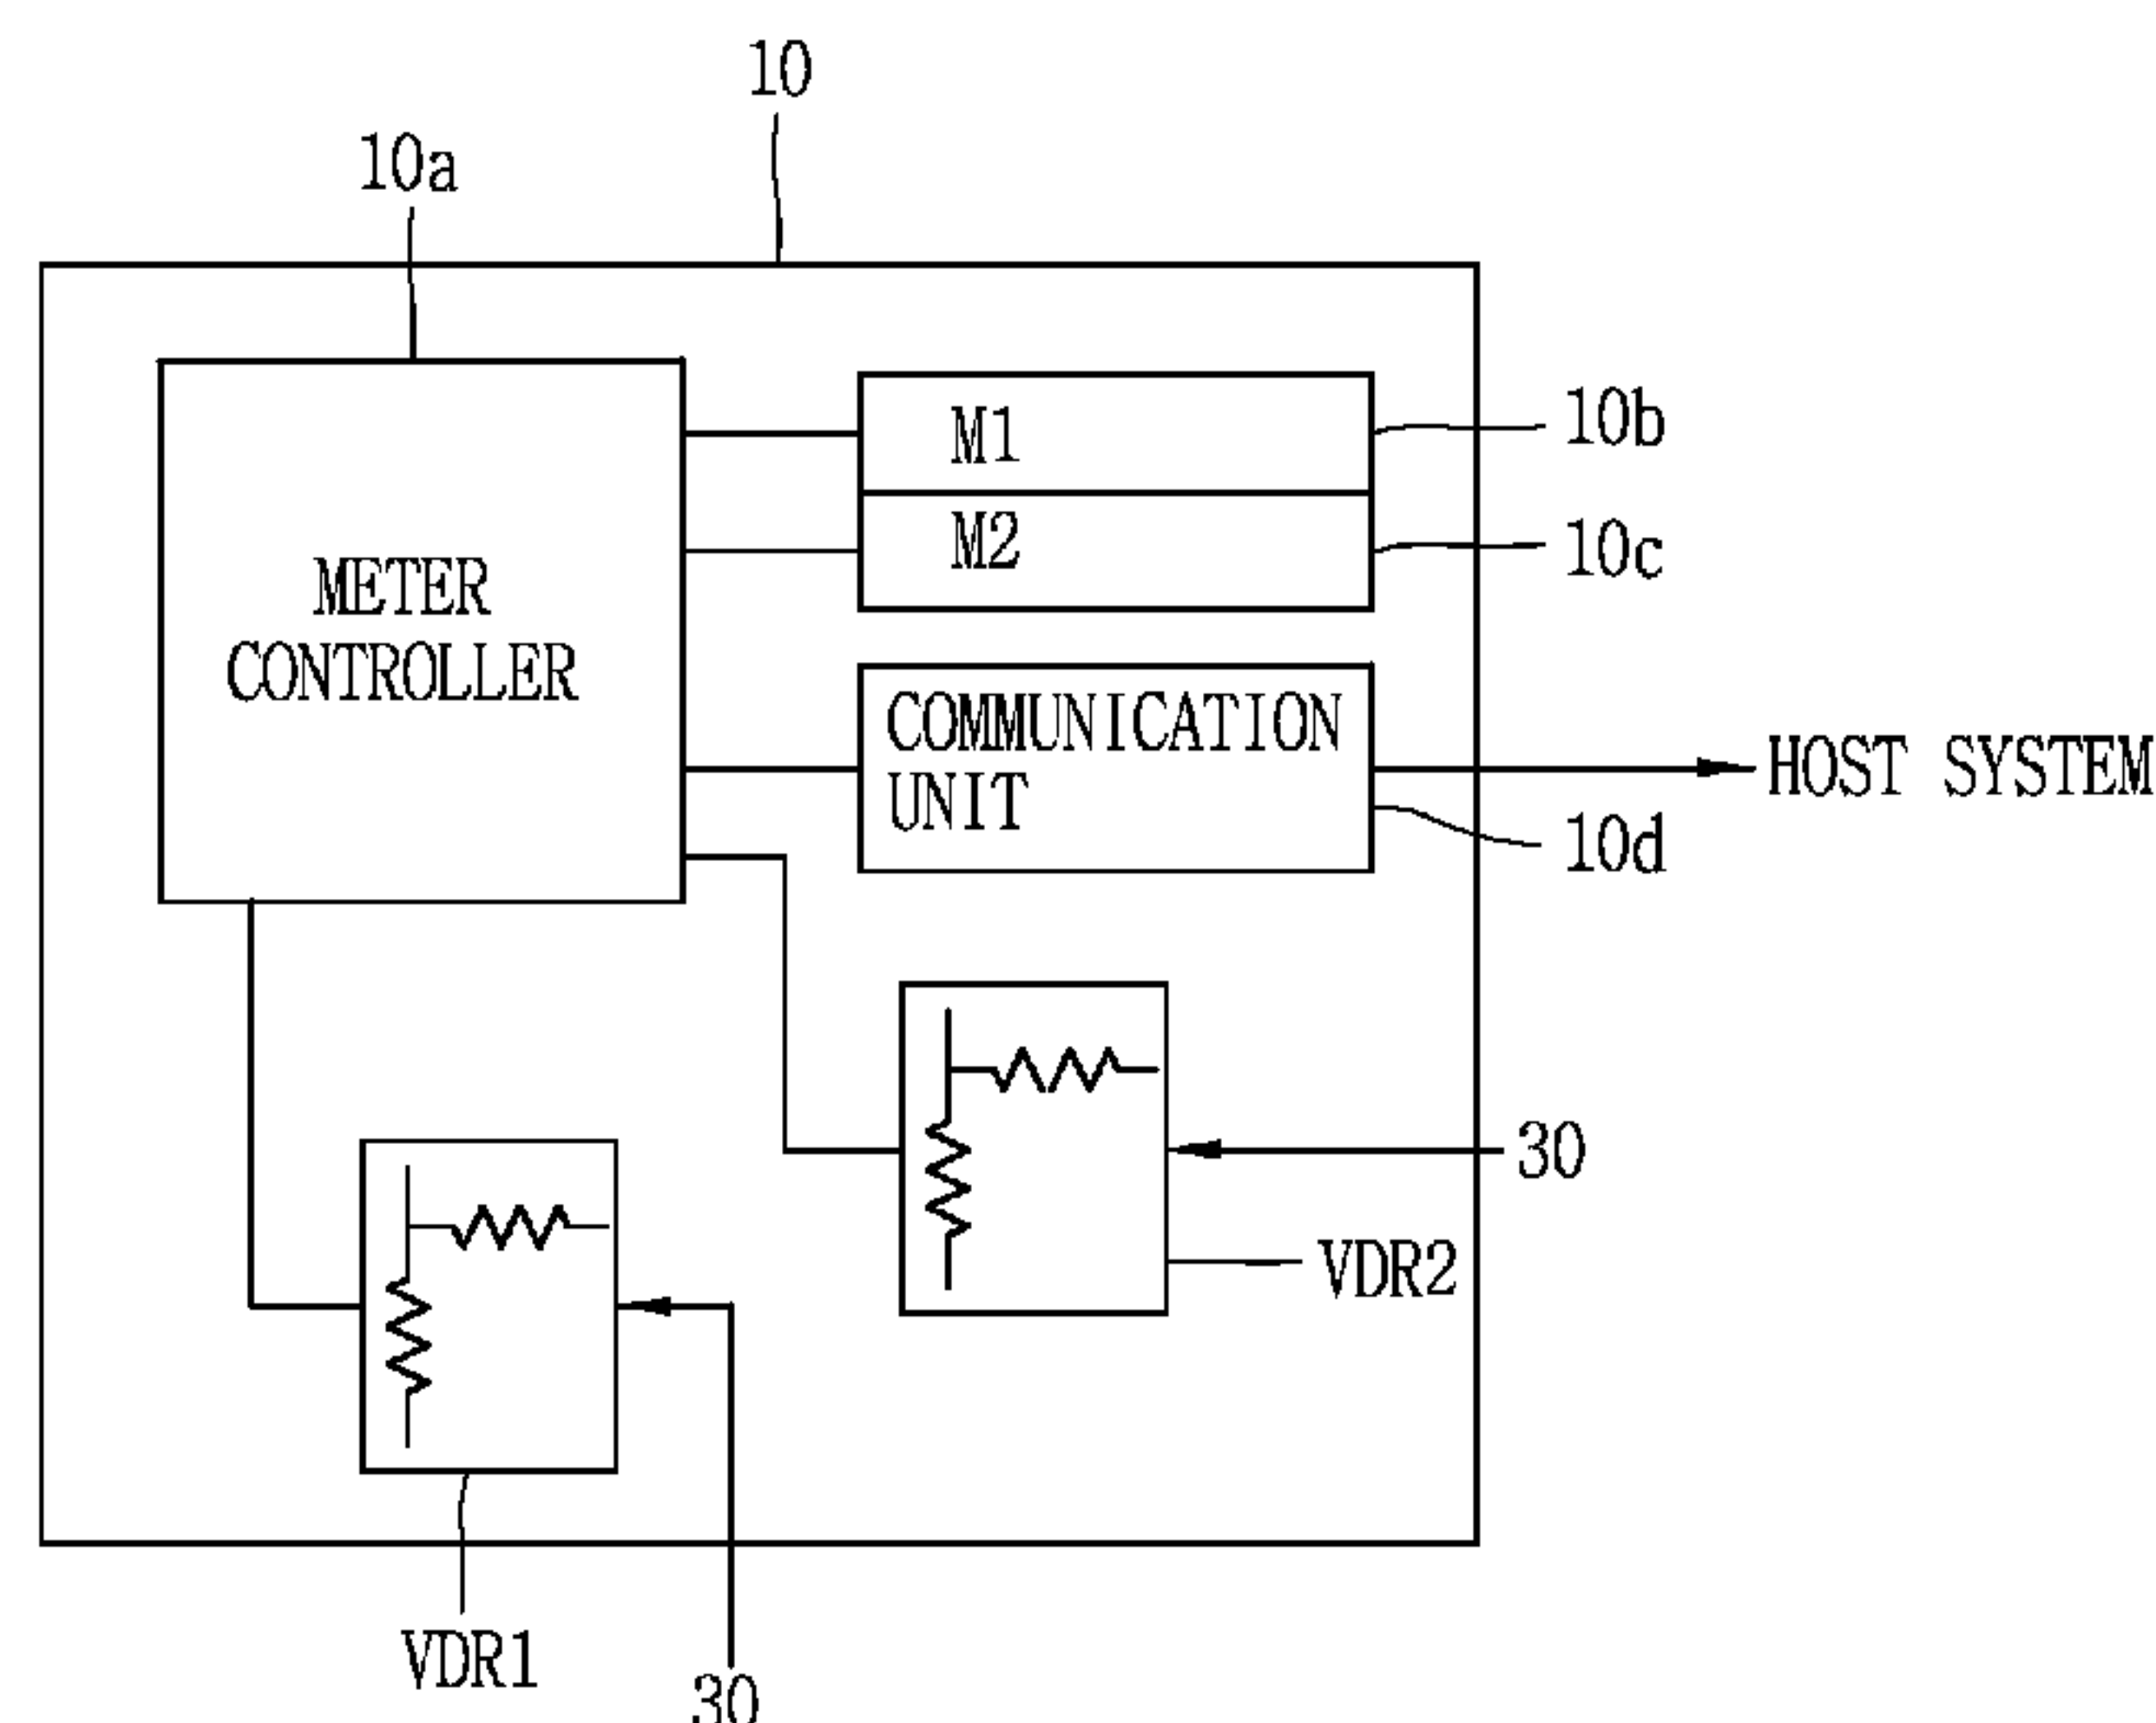 10
10a
M1
10b
M2
10c
METER
CONTROLLER
COMMUNICATION
UNIT
HOST SYSTEM
10d
30
VDR2
VDR1
30